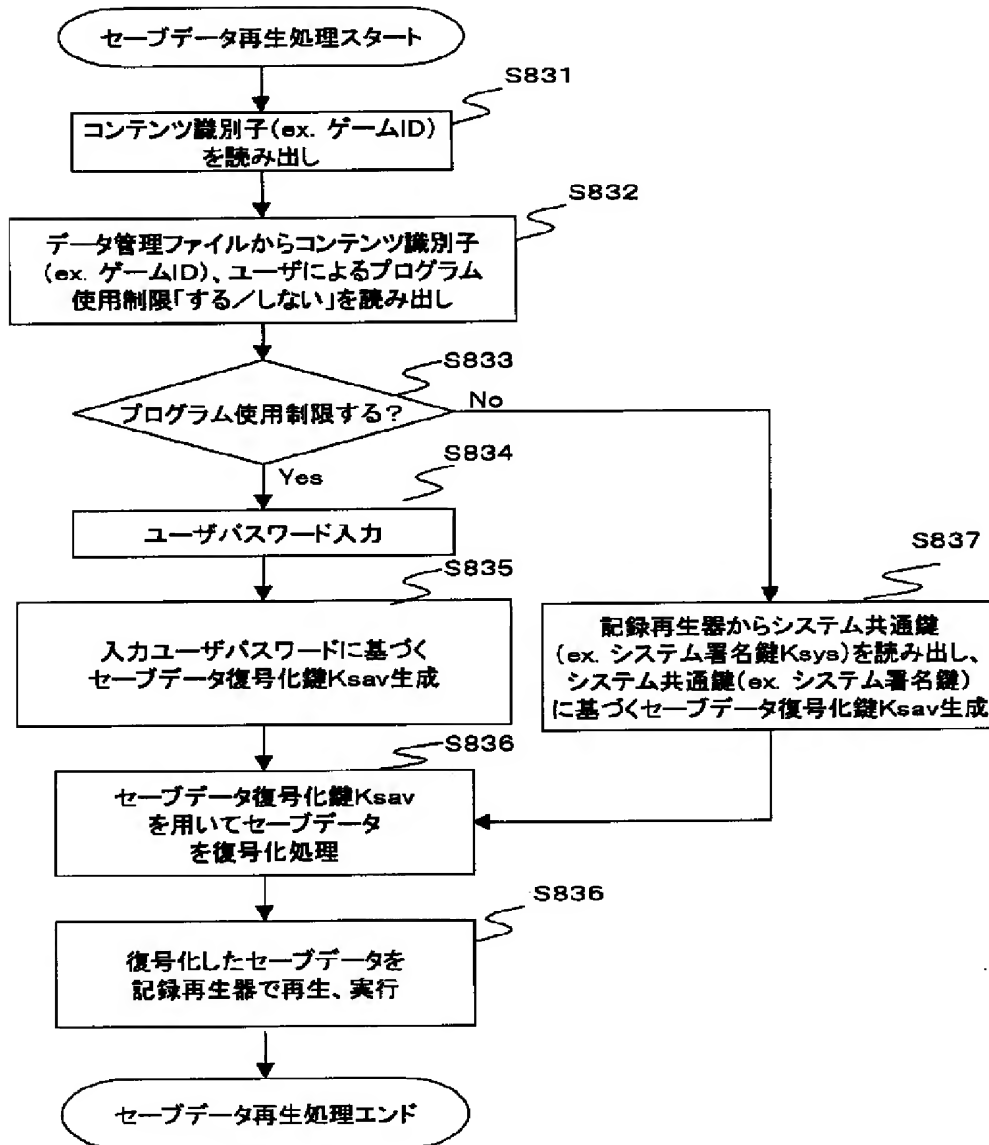 セーブデータ再生処理スタート
S831
コンテンツ識別子(ex. ゲームID)
を読み出し
S832
データ管理ファイルからコンテンツ識別子
(ex. ゲームID)、ユーザによるプログラム
使用制限「する／しない」を読み出し
S833
プログラム使用制限する?
No
Yes
S834
ユーザパスワード入力
S835
入力ユーザパスワードに基づく
セーブデータ復号化鍵Ksav生成
S837
記録再生器からシステム共通鍵
(ex. システム署名鍵Ksys)を読み出し、
システム共通鍵(ex. システム署名鍵)
に基づくセーブデータ復号化鍵Ksav生成
S836
セーブデータ復号化鍵Ksav
を用いてセーブデータ
を復号化処理
S836
復号化したセーブデータを
記録再生器で再生、実行
セーブデータ再生処理エンド